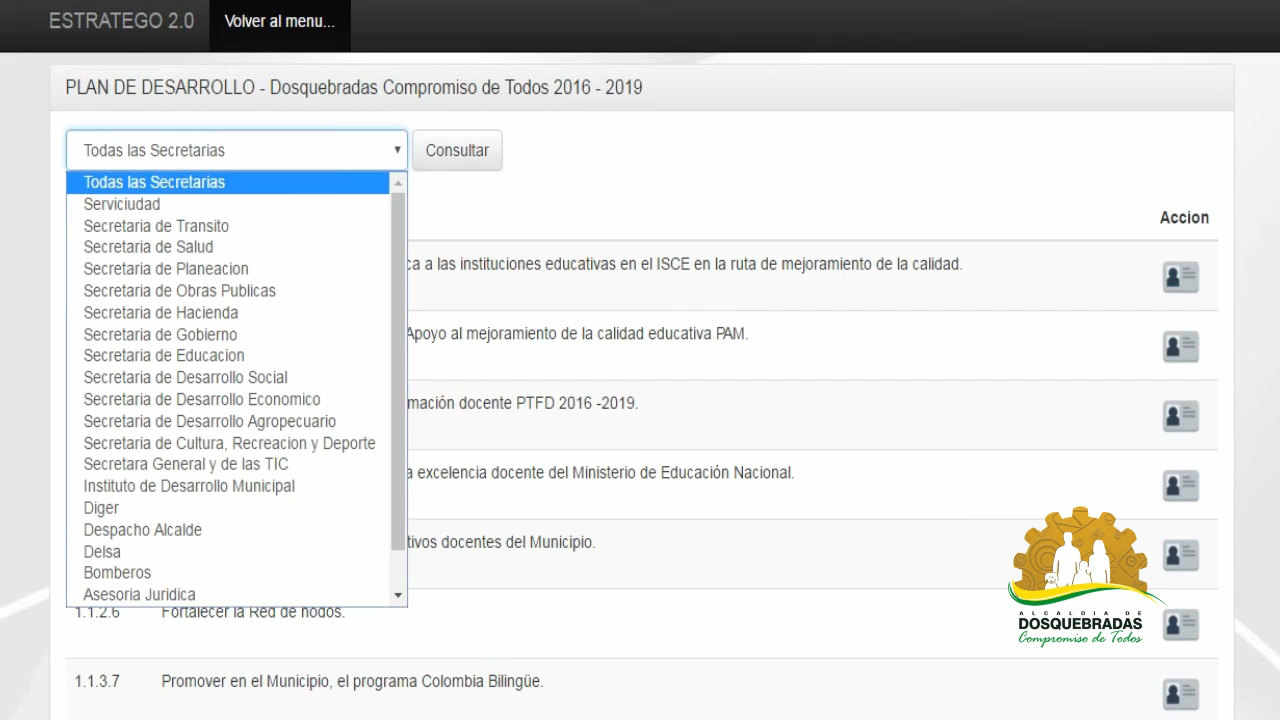 ESTRATEGO 2.0 Volver al menu...
PLAN DE DESARROLLO - Dosquebradas Compromiso de Todos 2016 - 2019
Todas las Secretarias Consultar
Todas las Secretarias
Serviciudad
Secretaria de Transito
Secretaria de Salud
Secretaria de Planeacion
Secretaria de Obras Publicas
Secretaria de Hacienda
Secretaria de Gobierno
Secretaria de Educacion
Secretaria de Desarrollo Social
Secretaria de Desarrollo Economico
Secretaria de Desarrollo Agropecuario
Secretaria de Cultura, Recreacion y Deporte
Secretara General y de las TIC
Instituto de Desarrollo Municipal
Diger
Despacho Alcalde
Delsa
Bomberos
Asesoria Juridica
Accion
ca a las instituciones educativas en el ISCE en la ruta de mejoramiento de la calidad.
Apoyo al mejoramiento de la calidad educativa PAM.
mación docente PTFD 2016 -2019.
a excelencia docente del Ministerio de Educación Nacional.
tivos docentes del Municipio.
1.1.2.6 Fortalecer la Red de nodos.
1.1.3.7 Promover en el Municipio, el programa Colombia Bilingüe.
ALCALDIA DE
DOSQUEBRADAS
Compromiso de Todos